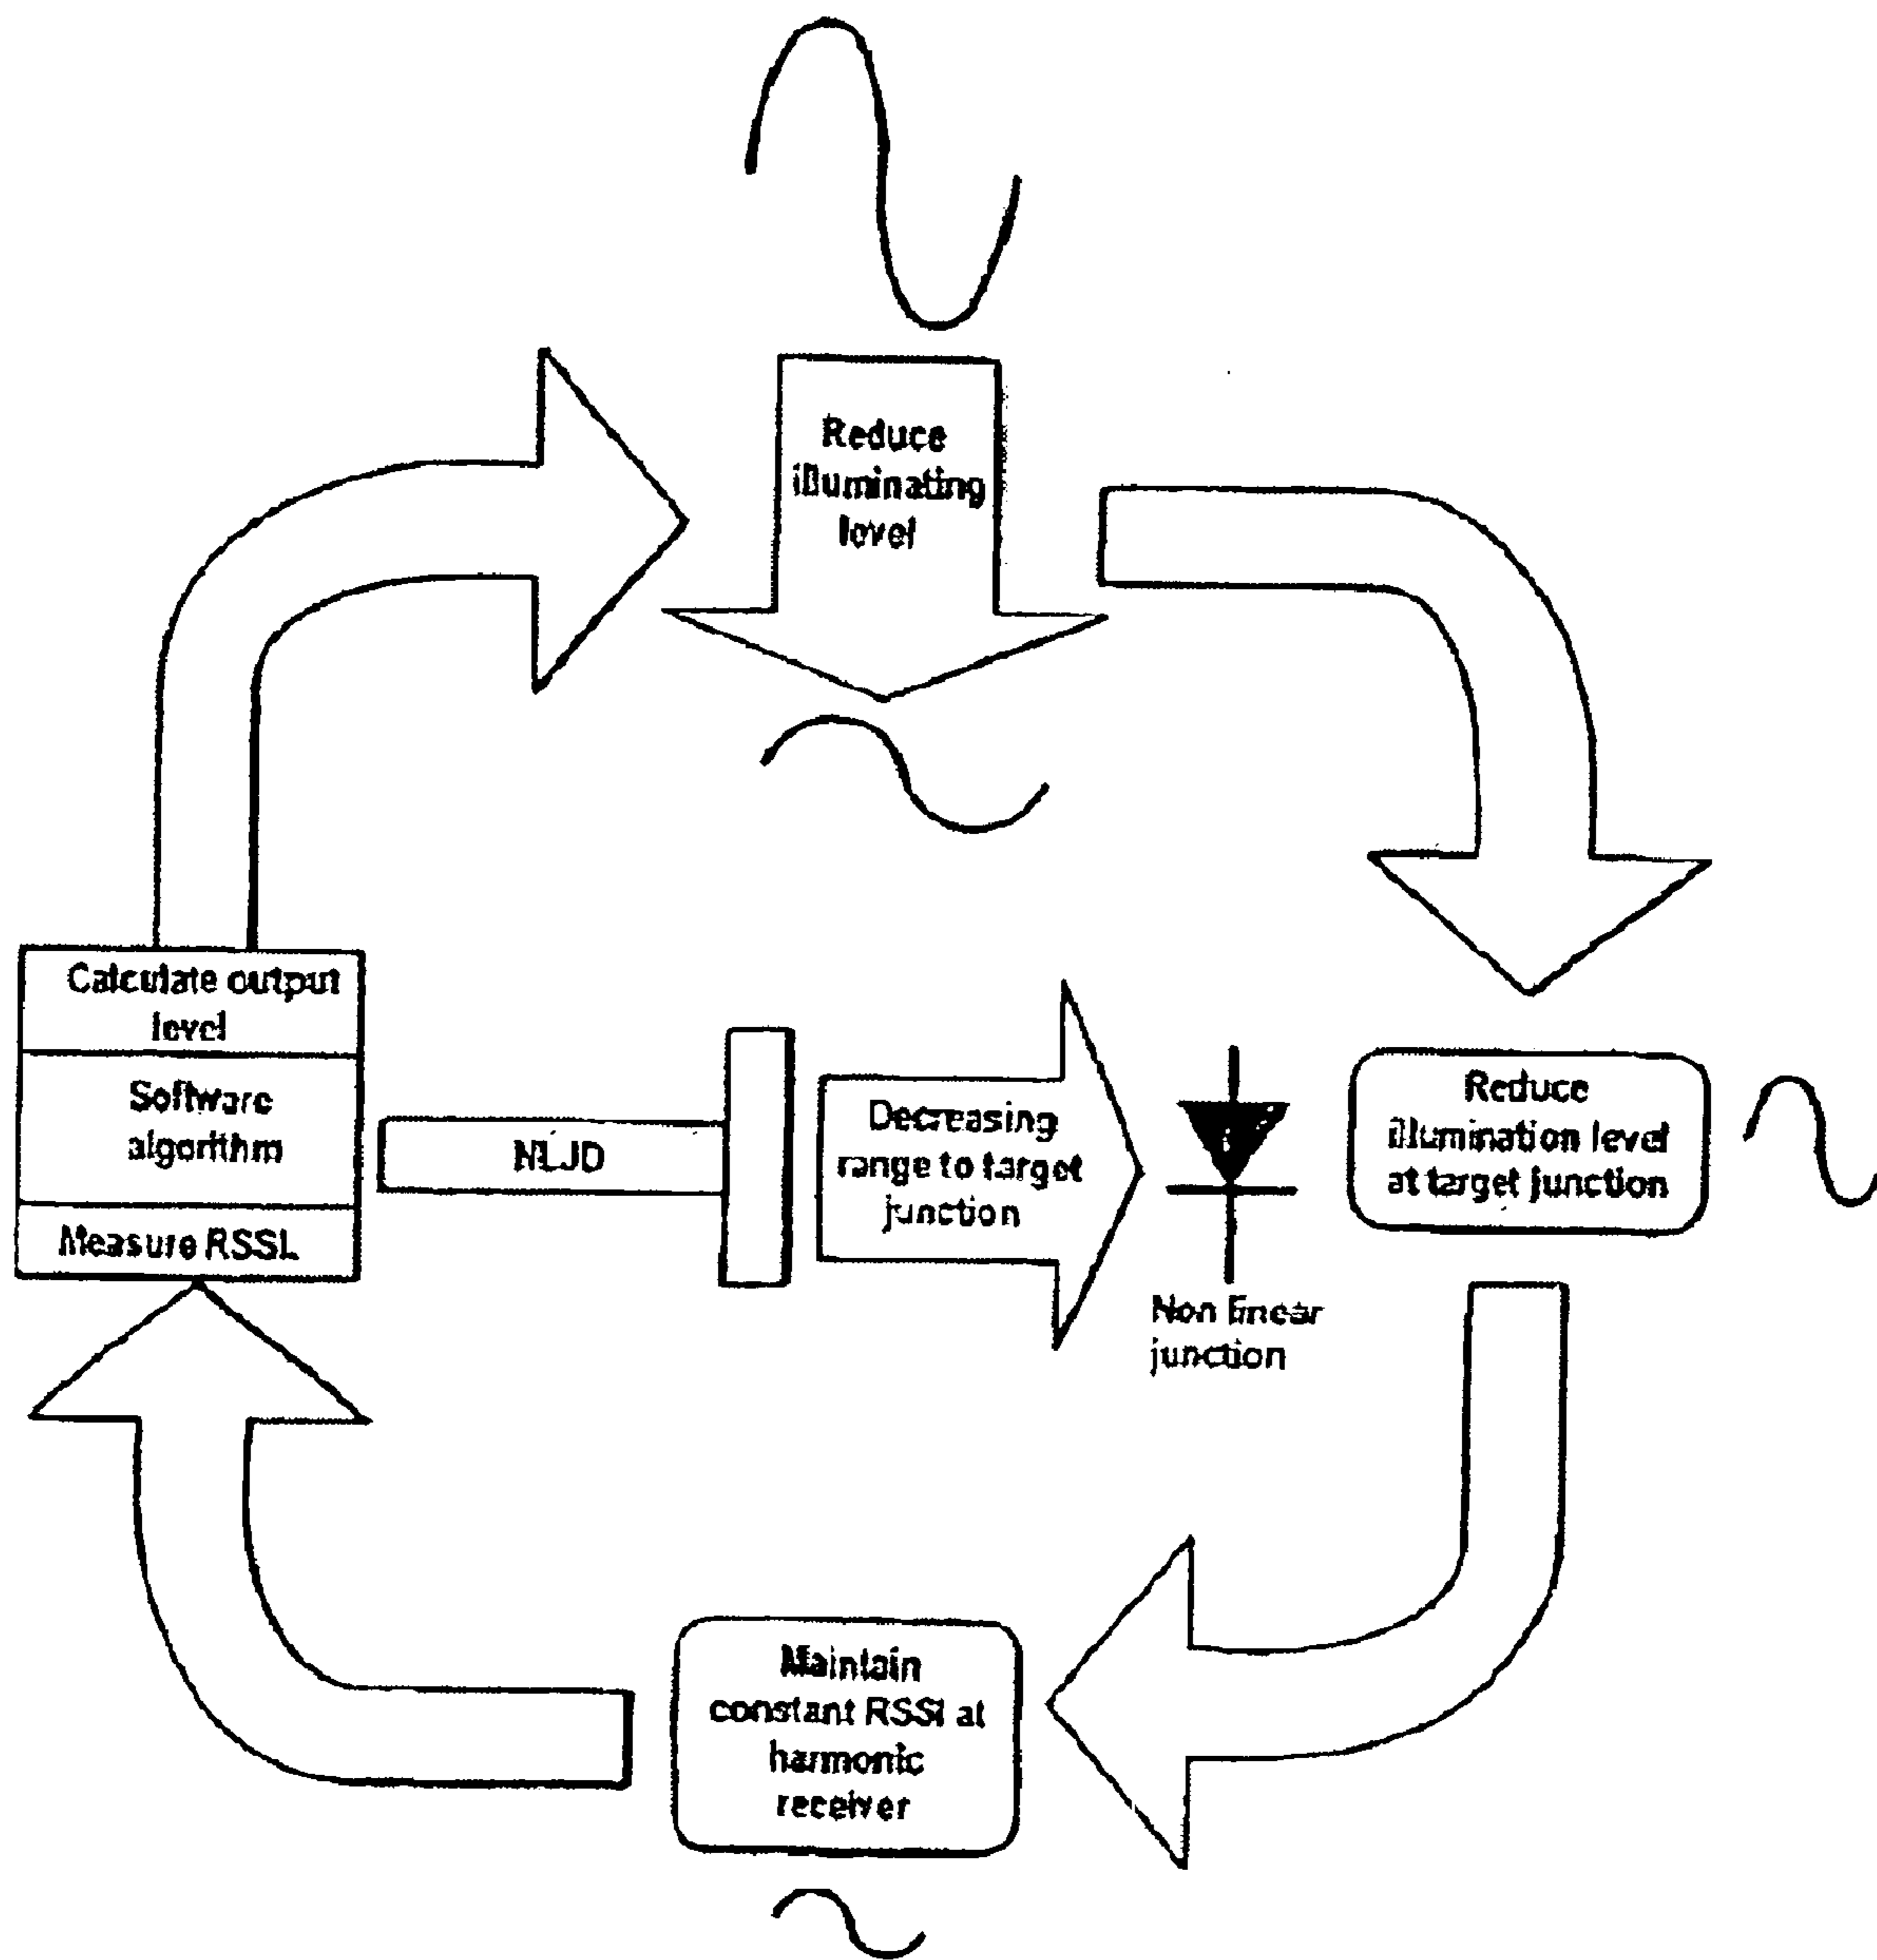 Reduce
illuminating
level
Calculate output
level
Software
algorithm
Measure RSSL
NLJD
Decreasing
range to target
junction
Non linear
junction
Reduce
illumination level
at target junction
Maintain
constant RSSI at
harmonic
receiver